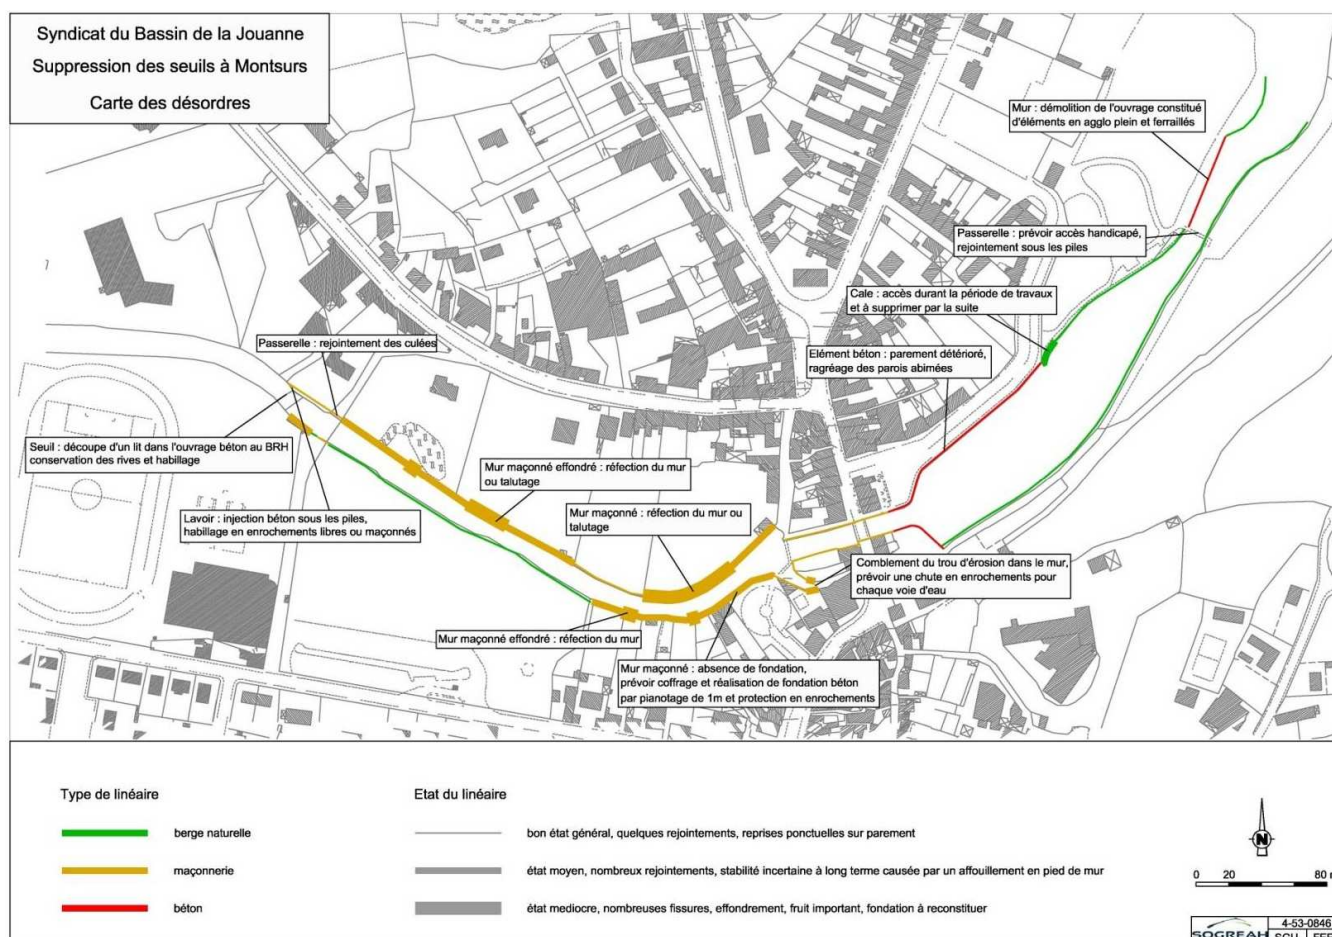 Syndicat du Bassin de la Jouanne
Suppression des seuils à Montsurs
Carte des désordres
Mur : démolition de l'ouvrage constitué
d'éléments en agglo plein et ferraillés
Passerelle : prévoir accès handicapé,
rejointement sous les piles
Cale : accès durant la période de travaux
et à supprimer par la suite
Passerelle : rejointement des culées
Elément béton : parement détérioré,
ragréage des parois abimées
Seuil : découpe d'un lit dans l'ouvrage béton au BRH
conservation des rives et habillage
Mur maçonné effondré : réfection du mur
ou talutage
Lavoir : injection béton sous les piles,
habillage en enrochements libres ou maçonnés
Mur maçonné : réfection du mur ou
talutage
Comblement du trou d'érosion dans le mur,
prévoir une chute en enrochements pour
chaque voie d'eau
Mur maçonné effondré : réfection du mur
Mur maçonné : absence de fondation,
prévoir coffrage et réalisation de fondation béton
par pianotage de 1m et protection en enrochements
Type de linéaire
berge naturelle
maçonnerie
béton
Etat du linéaire
bon état général, quelques rejointements, reprises ponctuelles sur parement
état moyen, nombreux rejointements, stabilité incertaine à long terme causée par un affouillement en pied de mur
état mediocre, nombreuses fissures, effondrement, fruit important, fondation à reconstituer
N
0 20 80
4-53-0846
SOGREAH